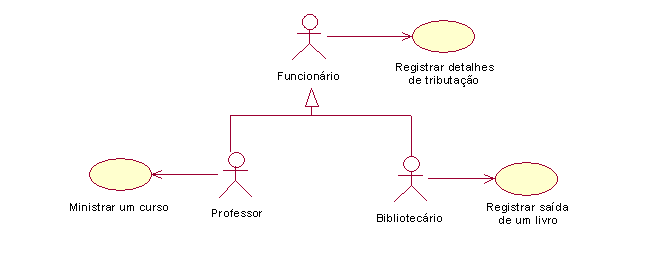 Funcionário
Registrar detalhes
de tributação
Ministrar um curso
Professor
Bibliotecário
Registrar saída
de um livro